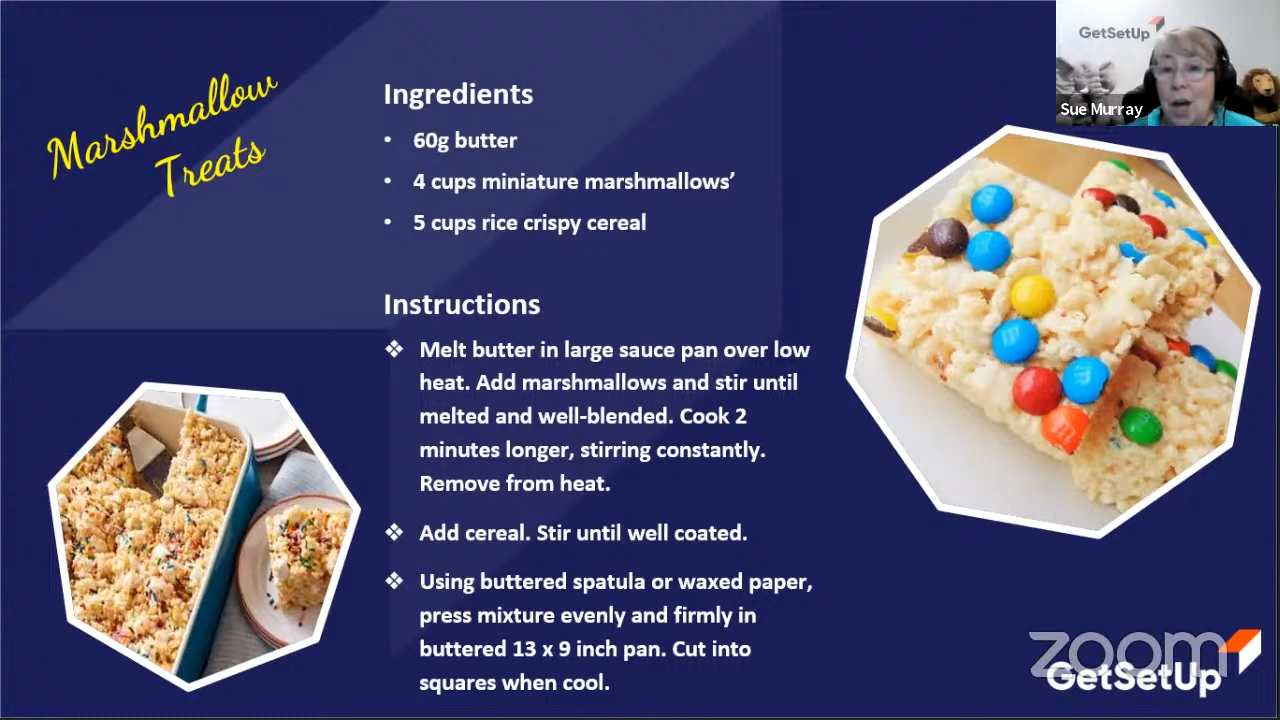 GetSetUp
Sue Murray
Marshmallow
Treats
Ingredients
• 60g butter
• 4 cups miniature marshmallows’
• 5 cups rice crispy cereal
Instructions
❖ Melt butter in large sauce pan over low
heat. Add marshmallows and stir until
melted and well-blended. Cook 2
minutes longer, stirring constantly.
Remove from heat.
❖ Add cereal. Stir until well coated.
❖ Using buttered spatula or waxed paper,
press mixture evenly and firmly in
buttered 13 x 9 inch pan. Cut into
squares when cool.
zoom
GetSetUp